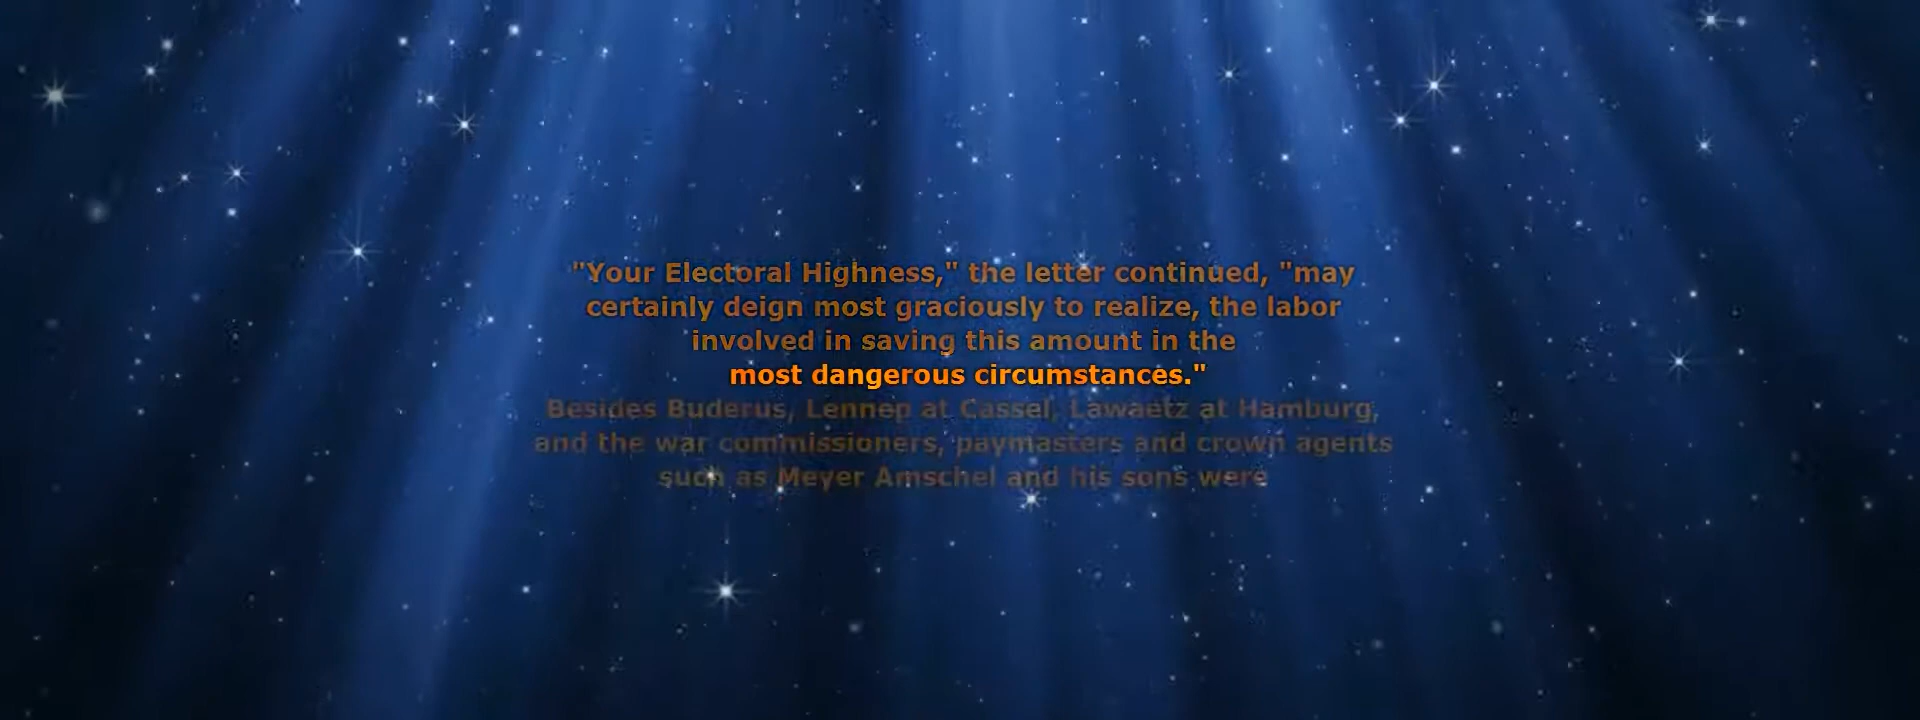 "Your Electoral Highness," the letter continued, "may
certainly deign most graciously to realize, the labor
involved in saving this amount in the
most dangerous circumstances."
Besides Buderus, Lennep at Cassel, Lawaetz at Hamburg,
and the war commissioners, paymasters and crown agents
such as Meyer Amschel and his sons were